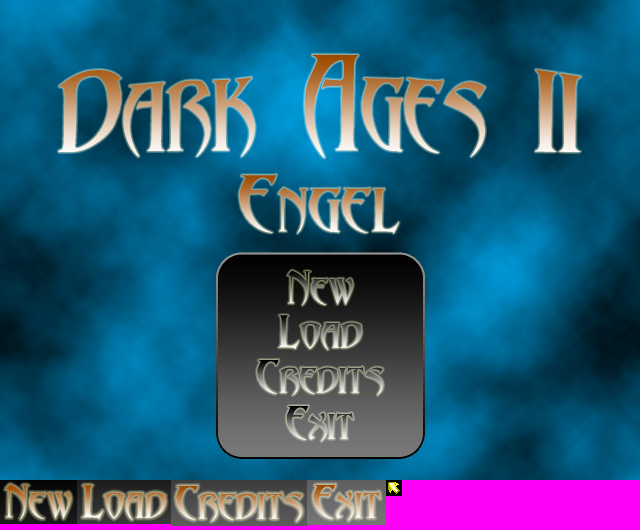 Dark Ages II
Engel
New
Load
Credits
Exit
New Load Credits Exit